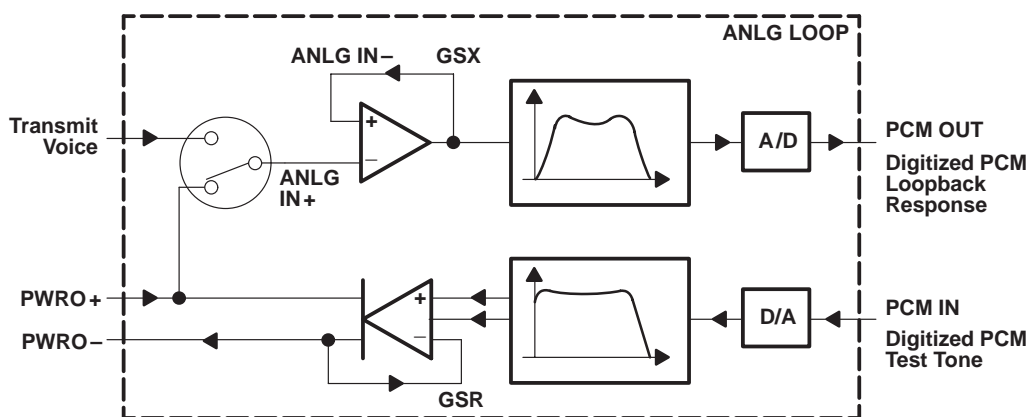 ANLG LOOP
ANLG IN−
GSX
Transmit
Voice
+
−
ANLG
IN+
A/D
PCM OUT
Digitized PCM
Loopback
Response
PWRO+
PWRO−
+
−
GSR
D/A
PCM IN
Digitized PCM
Test Tone